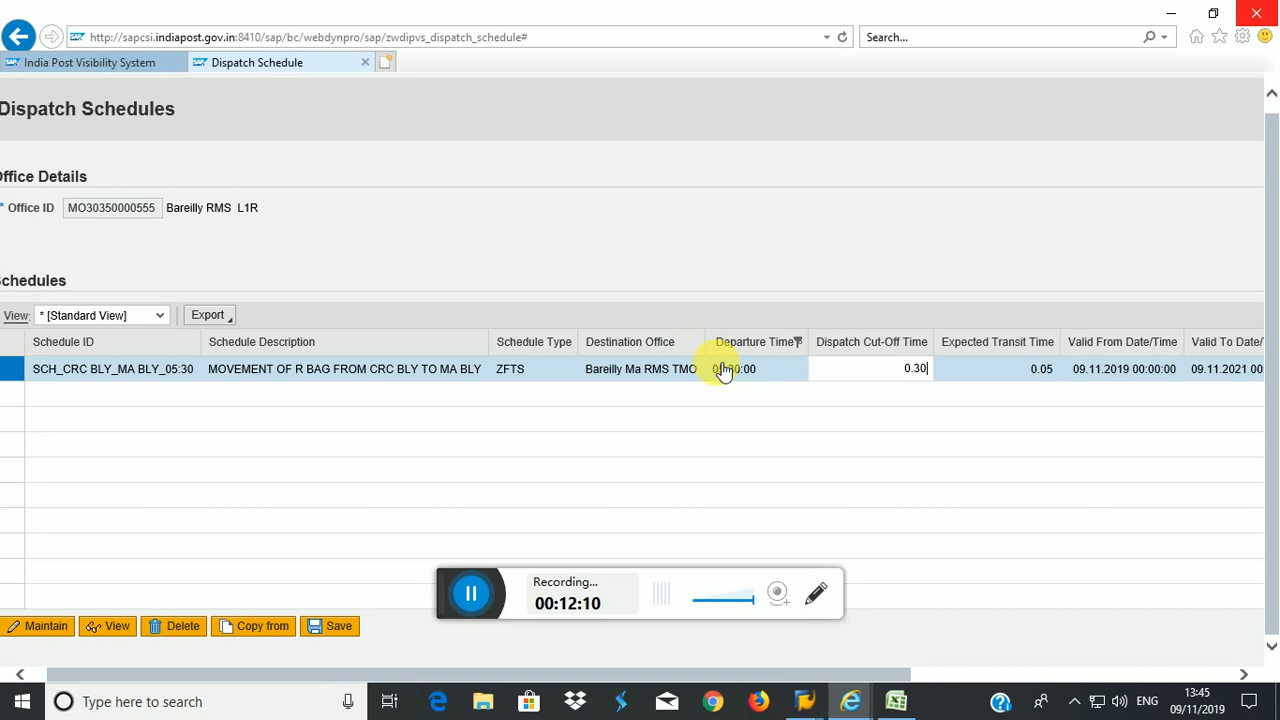 http://sapcsi.indiapost.gov.in:8410/sap/bc/webdynpro/sap/zwdipvs_dispatch_schedule#
Search...
SAP India Post Visibility System
SAP Dispatch Schedule
Dispatch Schedules
Office Details
* Office ID MO30350000555 Bareilly RMS L1R
Schedules
View: * [Standard View] Export
Schedule ID Schedule Description Schedule Type Destination Office Departure Time Dispatch Cut-Off Time Expected Transit Time Valid From Date/Time Valid To Date/
SCH_CRC BLY_MA BLY_05:30 MOVEMENT OF R BAG FROM CRC BLY TO MA BLY ZFTS Bareilly Ma RMS TMO 0.30 0.05 09.11.2019 00:00:00 09.11.2021 00
Recording...
00:12:10
Maintain View Delete Copy from Save
Type here to search
ENG
13:45
09/11/2019